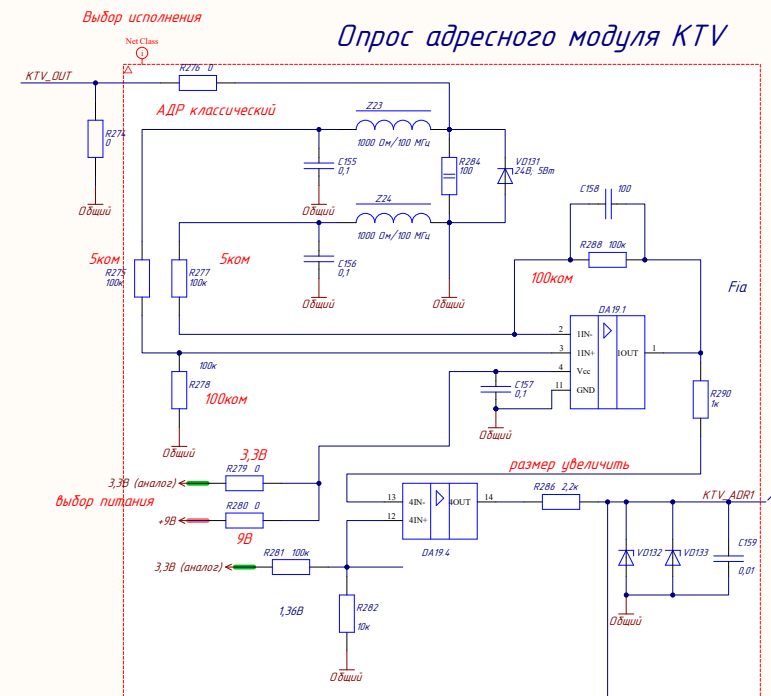 Выбор исполнения
Опрос адресного модуля KTV
Net Class
i
KTV_OUT
R276 0
АДР классический
Z23
1000 Ом/100 МГц
R274
0
C155
0,1
R284
100
VD131
24В; 5Вт
C158 100
Общий
Общий
Z24
1000 Ом/100 МГц
R288 100к
5ком
R275
100к
R277
100к
5ком
C156
0,1
100ком
Fia
Общий
Общий
DA19.1
2 1IN-
3 1IN+
4 Vcc
11 GND
1OUT 1
100к
R278
100ком
C157
0,1
R290
1к
Общий
Общий
3,3В
3,3В (аналог)
R279 0
размер увеличить
выбор питания
+9В
R280 0
9В
13 4IN-
12 4IN+
4OUT 14
R286 2,2к
KTV_ADR1
DA19.4
3,3В (аналог)
R281 100к
VD132
VD133
C159
0,01
1,36В
R282
10к
Общий
Общий